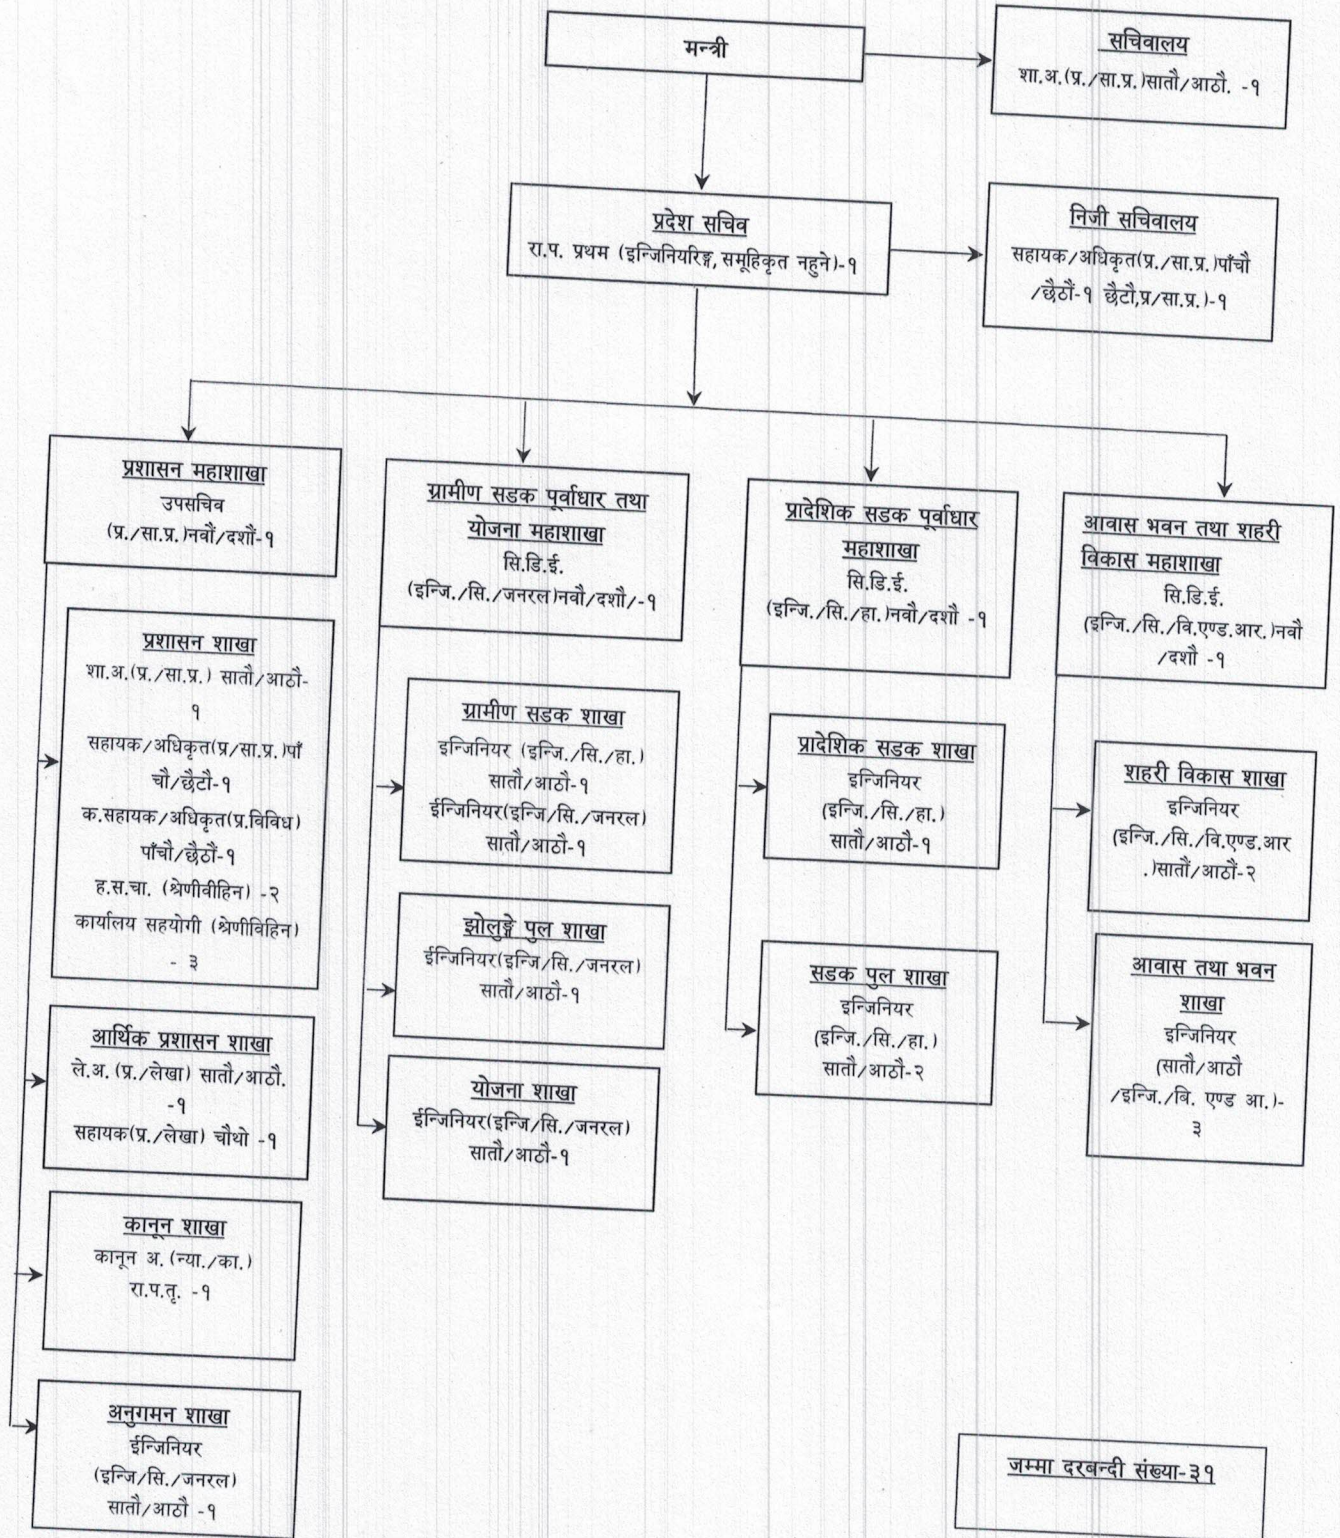 मन्त्री
सचिवालय
शा.अ.(प्र./सा.प्र.)सातौ/आठौ. -१
प्रदेश सचिव
रा.प. प्रथम (इन्जिनियरिङ्ग, समूहिकृत नहुने)-१
निजी सचिवालय
सहायक/अधिकृत(प्र./सा.प्र.)पाँचौ
/छैठौं-१ छैटौ,प्र/सा.प्र.)-१
प्रशासन महाशाखा
उपसचिव
(प्र./सा.प्र.)नवौं/दशौं-१
प्रशासन शाखा
शा.अ.(प्र./सा.प्र.) सातौ/आठौ-
१
सहायक/अधिकृत(प्र/सा.प्र.)पाँ
चौ/छैटौ-१
क.सहायक/अधिकृत(प्र.विविध)
पाँचौ/छैठौं-१
ह.स.चा. (श्रेणीवीहिन) -२
कार्यालय सहयोगी (श्रेणीविहिन)
- ३
आर्थिक प्रशासन शाखा
ले.अ.(प्र./लेखा) सातौ/आठौ.
-१
सहायक(प्र./लेखा) चौथो -१
कानून शाखा
कानून अ.(न्या./का.)
रा.प.तृ. -१
अनुगमन शाखा
ईन्जिनियर
(इन्जि/सि./जनरल)
सातौ/आठौ -१
ग्रामीण सडक पूर्वाधार तथा
योजना महाशाखा
सि.डि.ई.
(इन्जि./सि./जनरल)नवौ/दशौ/-१
ग्रामीण सडक शाखा
इन्जिनियर (इन्जि./सि./हा.)
सातौ/आठौ-१
ईन्जिनियर(इन्जि/सि./जनरल)
सातौ/आठौ-१
झोलुङ्गे पुल शाखा
ईन्जिनियर(इन्जि/सि./जनरल)
सातौ/आठौ-१
योजना शाखा
ईन्जिनियर(इन्जि/सि./जनरल)
सातौ/आठौ-१
प्रादेशिक सडक पूर्वाधार
महाशाखा
सि.डि.ई.
(इन्जि./सि./हा.)नवौ/दशौ -१
प्रादेशिक सडक शाखा
इन्जिनियर
(इन्जि./सि./हा.)
सातौ/आठौ-१
सडक पुल शाखा
इन्जिनियर
(इन्जि./सि./हा.)
सातौ/आठौ-२
आवास भवन तथा शहरी
विकास महाशाखा
सि.डि.ई.
(इन्जि./सि./वि.एण्ड.आर.)नवौ
/दशौ -१
शहरी विकास शाखा
इन्जिनियर
(इन्जि./सि./वि.एण्ड.आर
.)सातौं/आठौं-२
आवास तथा भवन
शाखा
इन्जिनियर
(सातौ/आठौ
/इन्जि./बि. एण्ड आ.)-
३
जम्मा दरबन्दी संख्या-३१